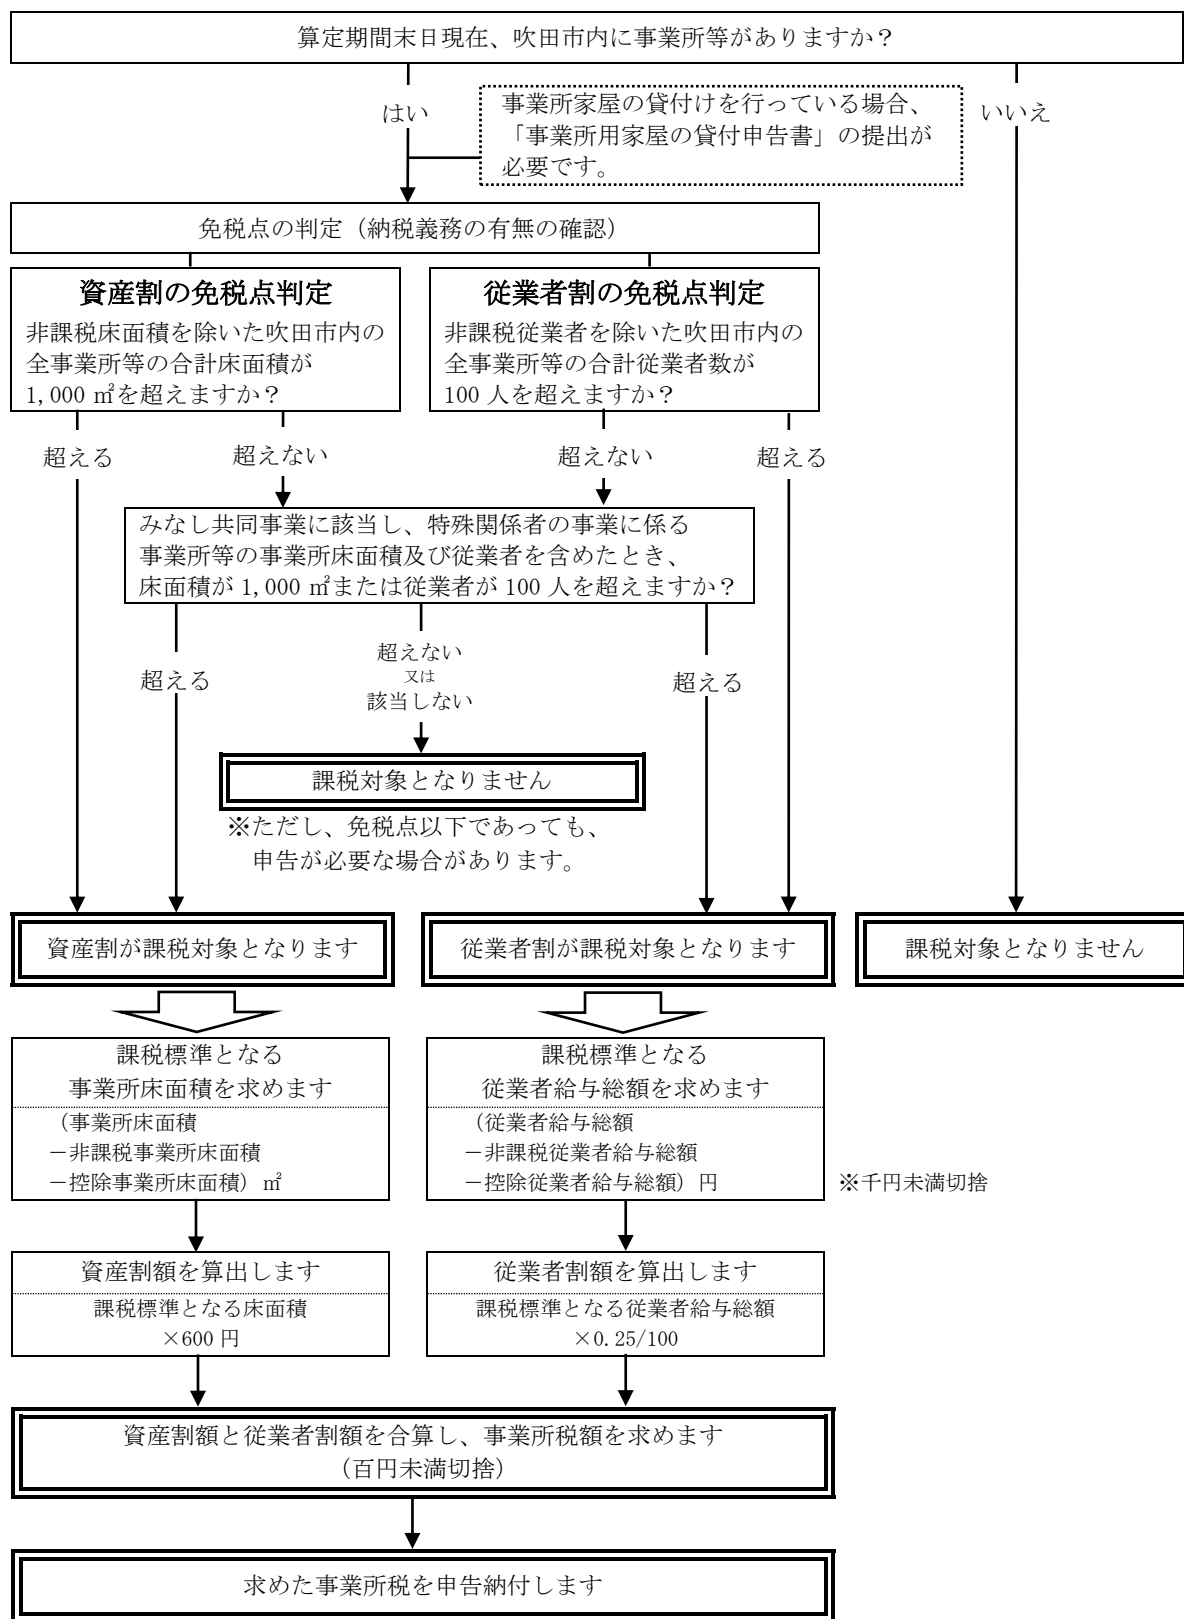 算定期間末日現在、吹田市内に事業所等がありますか？
はい
事業所家屋の貸付けを行っている場合、
「事業所用家屋の貸付申告書」の提出が
必要です。
いいえ
免税点の判定（納税義務の有無の確認）
資産割の免税点判定
非課税床面積を除いた吹田市内の
全事業所等の合計床面積が
1,000 ㎡を超えますか？
従業者割の免税点判定
非課税従業者を除いた吹田市内の
全事業所等の合計従業者数が
100 人を超えますか？
超える
超えない
超えない
超える
みなし共同事業に該当し、特殊関係者の事業に係る
事業所等の事業所床面積及び従業者を含めたとき、
床面積が 1,000 ㎡または従業者が 100 人を超えますか？
超える
超えない
又は
該当しない
超える
課税対象となりません
※ただし、免税点以下であっても、
申告が必要な場合があります。
資産割が課税対象となります
従業者割が課税対象となります
課税対象となりません
課税標準となる
事業所床面積を求めます
（事業所床面積
－非課税事業所床面積
－控除事業所床面積）㎡
課税標準となる
従業者給与総額を求めます
（従業者給与総額
－非課税従業者給与総額
－控除従業者給与総額）円
※千円未満切捨
資産割額を算出します
課税標準となる床面積
×600 円
従業者割額を算出します
課税標準となる従業者給与総額
×0.25/100
資産割額と従業者割額を合算し、事業所税額を求めます
（百円未満切捨）
求めた事業所税を申告納付します